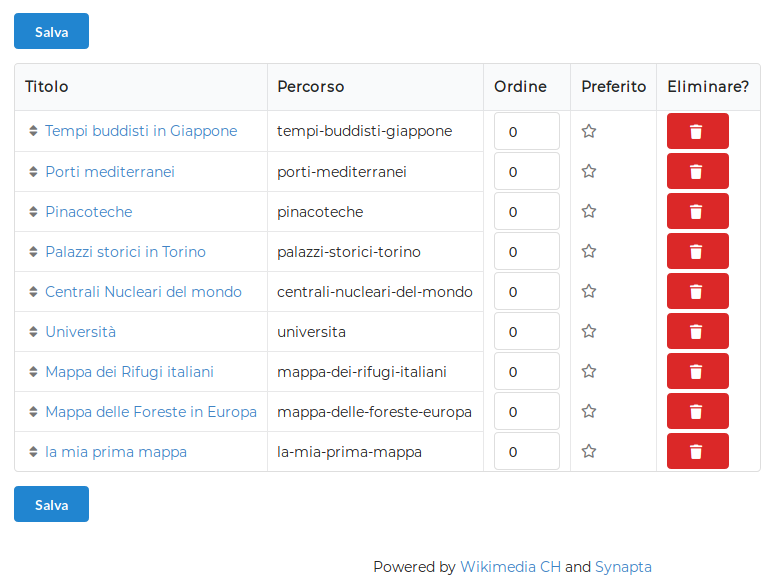 Salva
Titolo Percorso Ordine Preferito Eliminare?
Tempi buddisti in Giappone tempi-buddisti-giappone 0
Porti mediterranei porti-mediterranei 0
Pinacoteche pinacoteche 0
Palazzi storici in Torino palazzi-storici-torino 0
Centrali Nucleari del mondo centrali-nucleari-del-mondo 0
Università universita 0
Mappa dei Rifugi italiani mappa-dei-rifugi-italiani 0
Mappa delle Foreste in Europa mappa-delle-foreste-europa 0
la mia prima mappa la-mia-prima-mappa 0
Salva
Powered by Wikimedia CH and Synapta